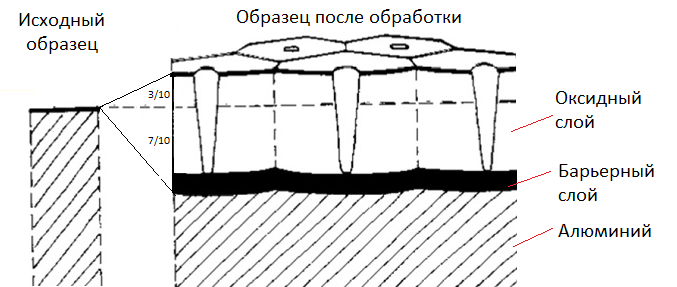 Исходный
образец
Образец после обработки
3/10
7/10
Оксидный
слой
Барьерный
слой
Алюминий